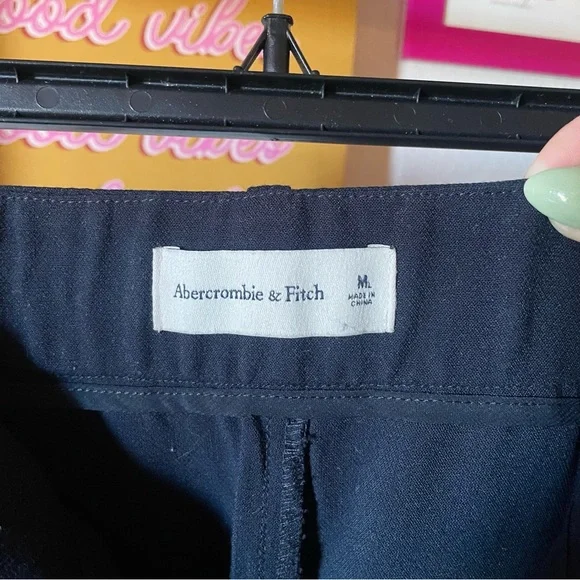 good vibes
good vibes
Abercrombie & Fitch
ML
MADE IN
CHINA